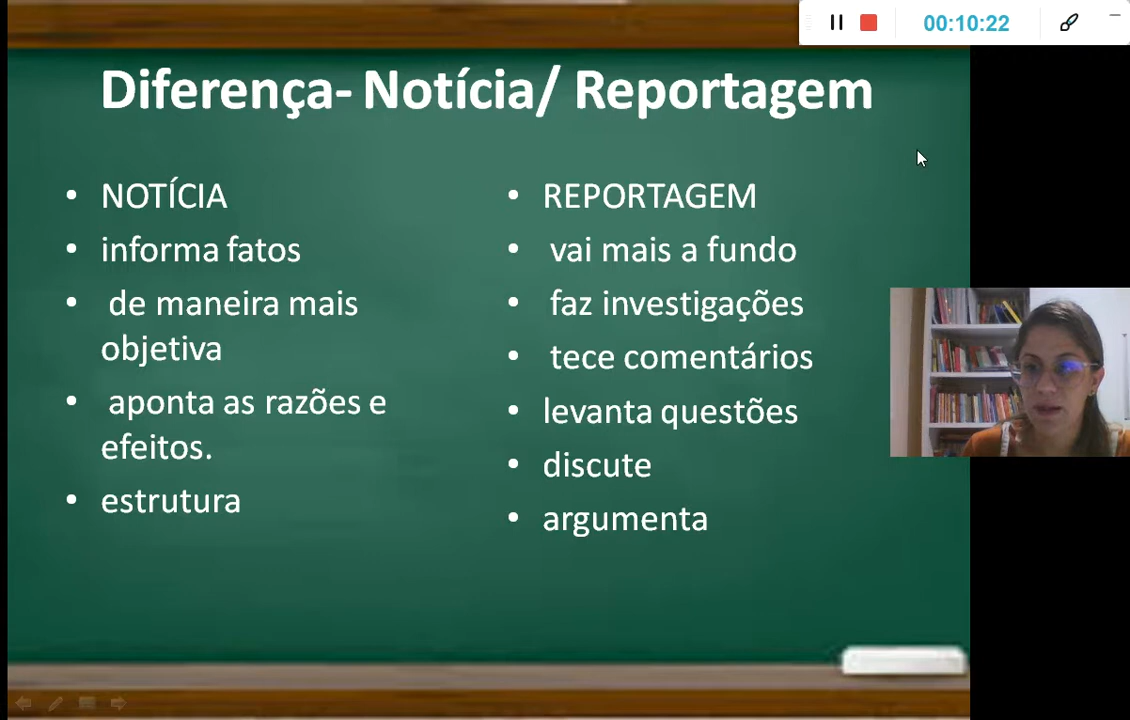 00:10:22
Diferença- Notícia/ Reportagem
• NOTÍCIA
• informa fatos
• de maneira mais
objetiva
• aponta as razões e
efeitos.
• estrutura
• REPORTAGEM
• vai mais a fundo
• faz investigações
• tece comentários
• levanta questões
• discute
• argumenta